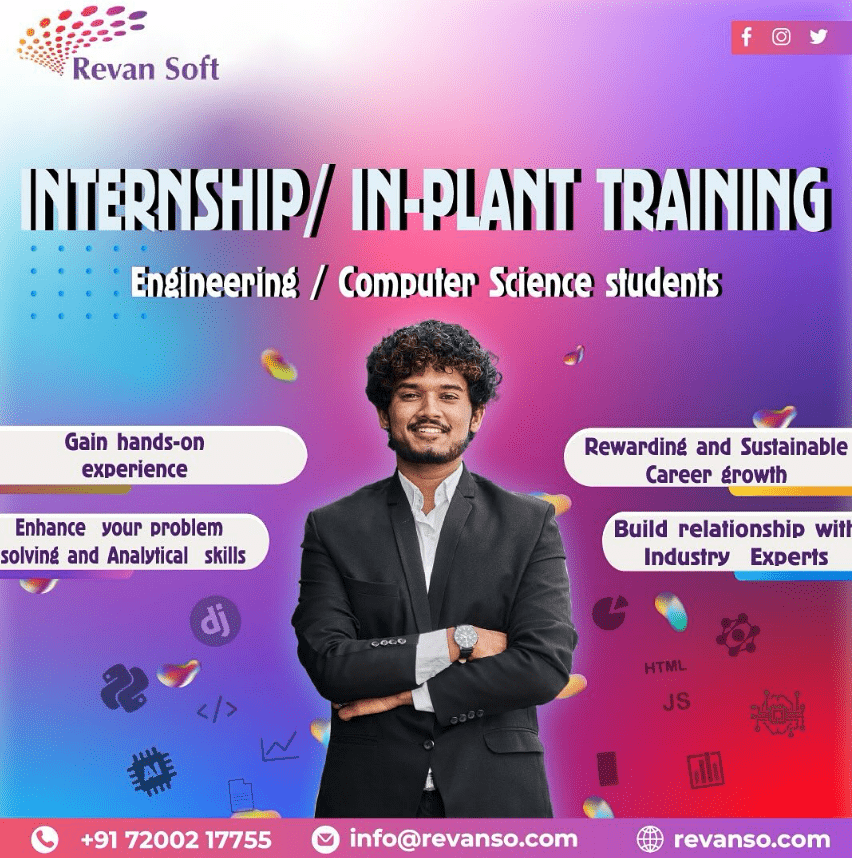 Revan Soft
INTERNSHIP/ IN-PLANT TRAINING
Engineering / Computer Science students
Gain hands-on
experience
Enhance your problem
solving and Analytical skills
Rewarding and Sustainable
Career growth
Build relationship with
Industry Experts
dj
</>
AI
HTML
JS
+91 72002 17755
info@revanso.com
revanso.com